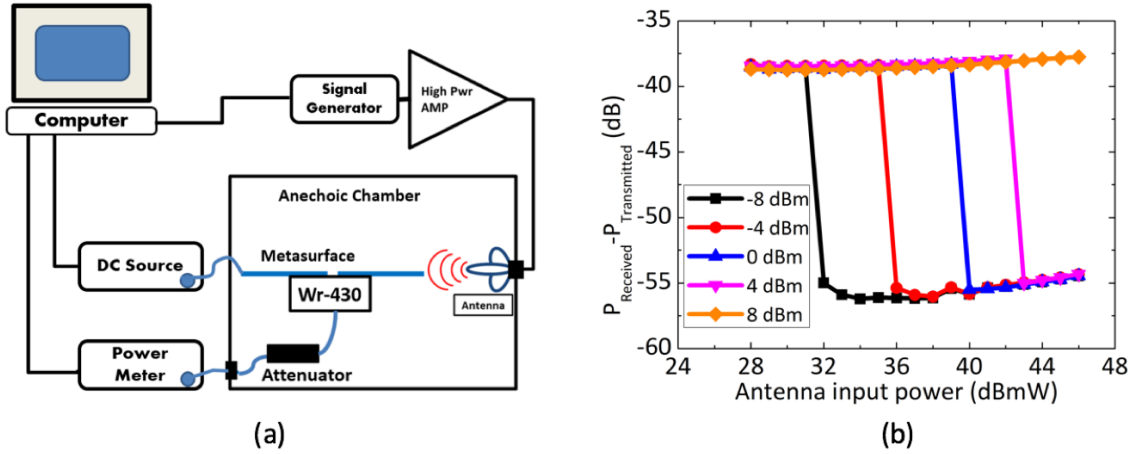 Computer
Signal
Generator
High Pwr
AMP
Anechoic Chamber
DC Source
Metasurface
Wr-430
Antenna
Power
Meter
Attenuator
(a)
P Received -P Transmitted (dB)
-35
-40
-45
-50
-55
-60
-8 dBm
-4 dBm
0 dBm
4 dBm
8 dBm
24 28 32 36 40 44 48
Antenna input power (dBmW)
(b)